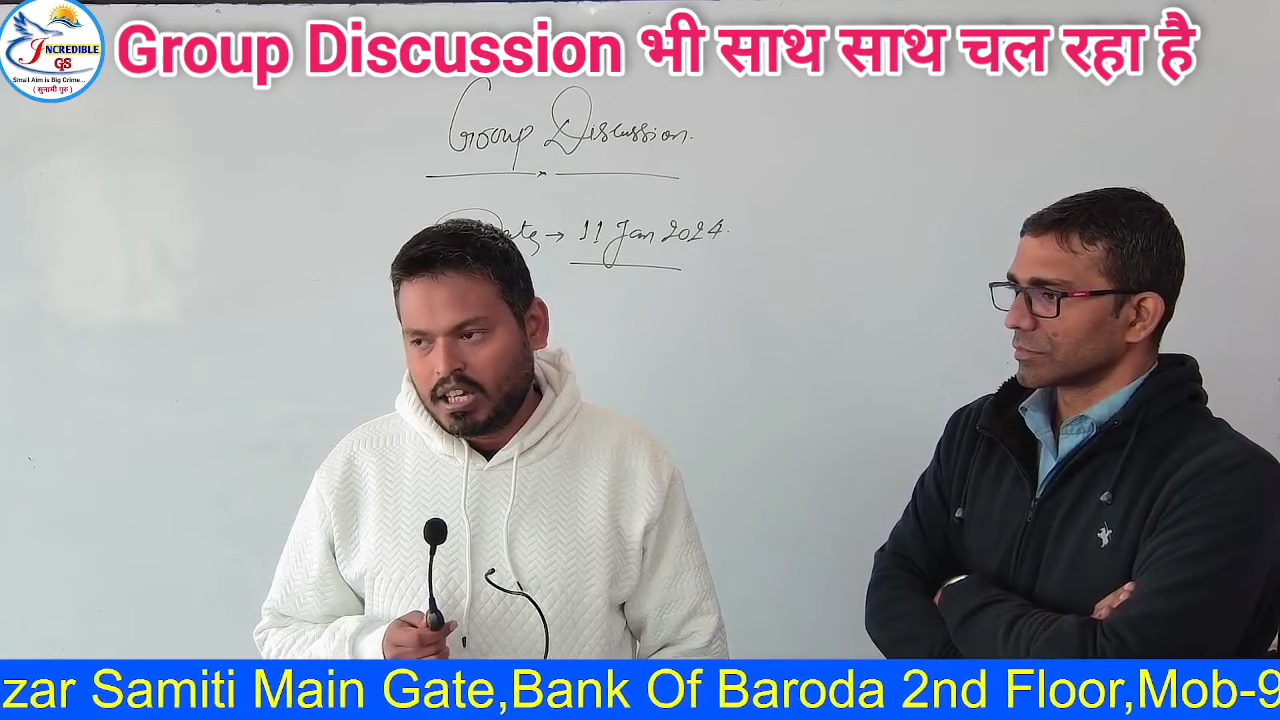 INCREDIBLE
GS
Small Aim is Big Crime...
( सुनामी गुरु )
Group Discussion भी साथ साथ चल रहा है
Group Discussion.
Date → 11 Jan 2024.
zar Samiti Main Gate,Bank Of Baroda 2nd Floor,Mob-9